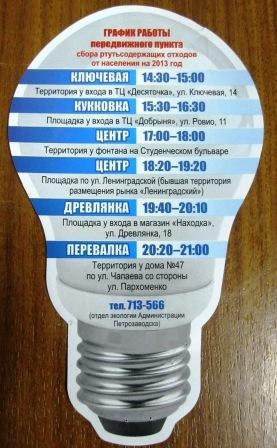 ГРАФИК РАБОТЫ
передвижного пункта
сбора ртутьсодержащих отходов
от населения на 2013 год
КЛЮЧЕВАЯ 14:30–15:00
Территория у входа в ТЦ «Десяточка», ул. Ключевая, 14
КУККОВКА 15:30–16:30
Площадка у входа в ТЦ «Добрыня», ул. Ровио, 11
ЦЕНТР 17:00–18:00
Территория у фонтана на Студенческом бульваре
ЦЕНТР 18:20–19:20
Площадка по ул. Ленинградской (бывшая территория
размещения рынка «Ленинградский»)
ДРЕВЛЯНКА 19:40–20:10
Площадка у входа в магазин «Находка»,
ул. Древлянка, 18
ПЕРЕВАЛКА 20:20–21:00
Территория у дома №47
по ул. Чапаева со стороны
ул. Пархоменко
тел. 713-566
(отдел экологии Администрации
Петрозаводска)